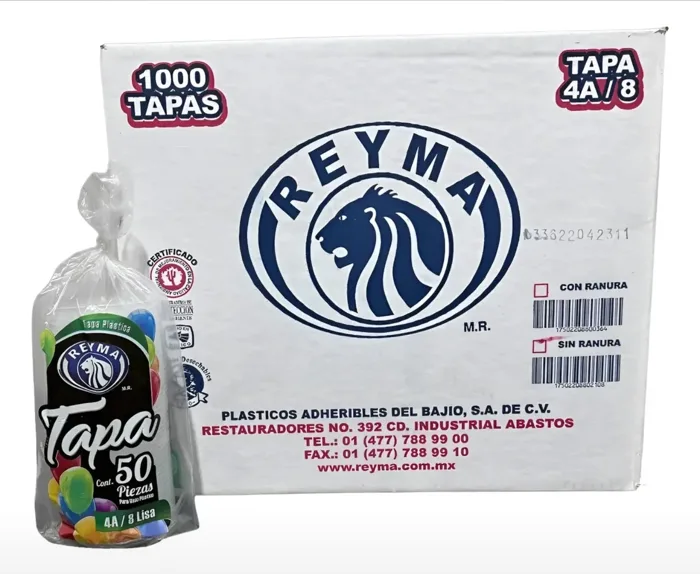 1000
TAPAS
TAPA
4A / 8
REYMA
M.R.
CERTIFICADO
CON RANURA
17502208800364
SIN RANURA
17502208802108
PLASTICOS ADHERIBLES DEL BAJIO, S.A. DE C.V.
RESTAURADORES NO. 392 CD. INDUSTRIAL ABASTOS
TEL.: 01 (477) 788 99 00
FAX.: 01 (477) 788 99 10
www.reyma.com.mx
Tapa Plástica
REYMA
M.R.
Tapa
Cont. 50
Piezas
4A / 8 Lisa